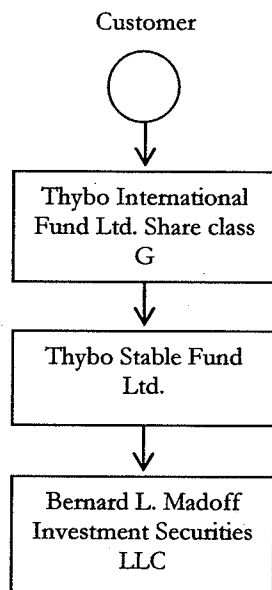 Customer
Thybo International
Fund Ltd. Share class
G
Thybo Stable Fund
Ltd.
Bernard L. Madoff
Investment Securities
LLC